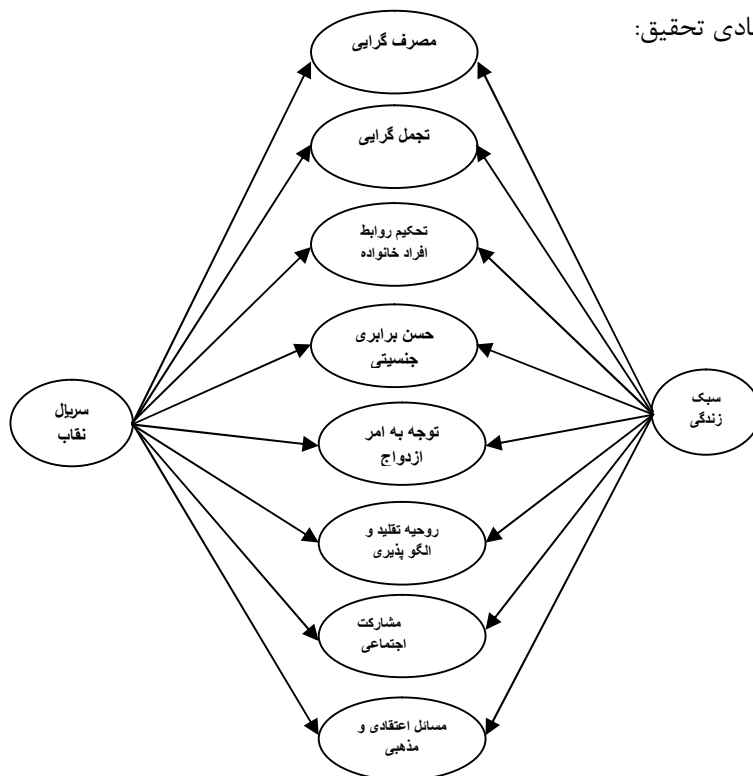 ادی تحقیق:
مصرف گرایی
تجمل گرایی
تحکیم روابط
افراد خانواده
حسن برابری
جنسیتی
سریال
نقاب
سبک
زندگی
توجه به امر
ازدواج
روحیه تقلید و
الگو پذیری
مشارکت
اجتماعی
مسائل اعتقادی و
مذهبی